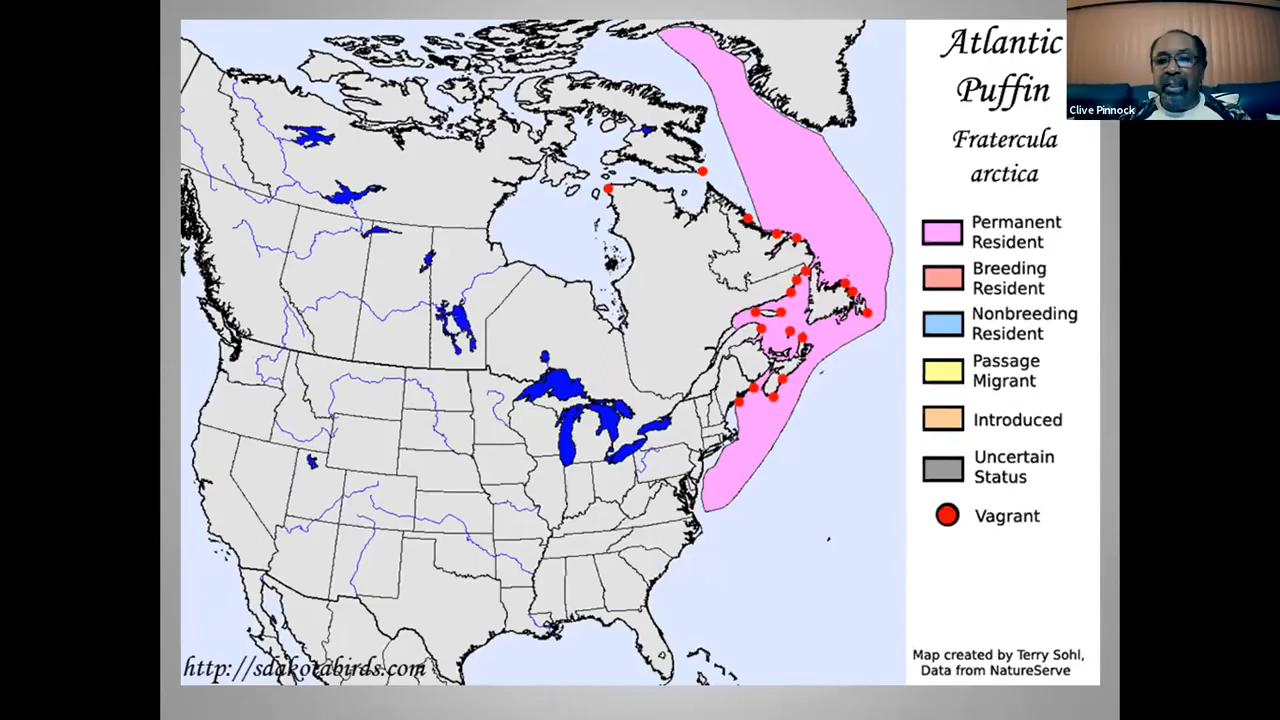 Atlantic
Puffin
Fratercula
arctica
Clive Pinnock
Permanent
Resident
Breeding
Resident
Nonbreeding
Resident
Passage
Migrant
Introduced
Uncertain
Status
Vagrant
http://sdakotabirds.com
Map created by Terry Sohl,
Data from NatureServe